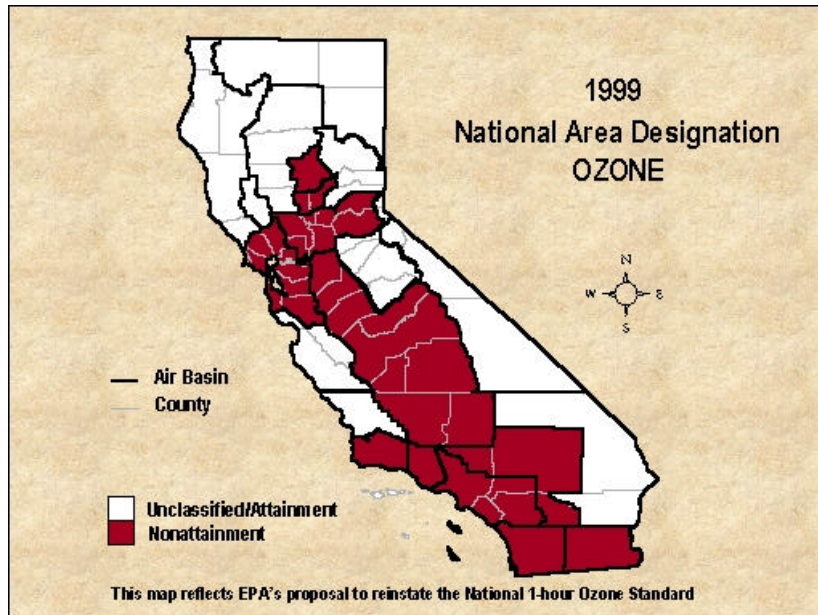 1999
National Area Designation
OZONE
N
W E
S
Air Basin
County
Unclassified/Attainment
Nonattainment
This map reflects EPA's proposal to reinstate the National 1-hour Ozone Standard